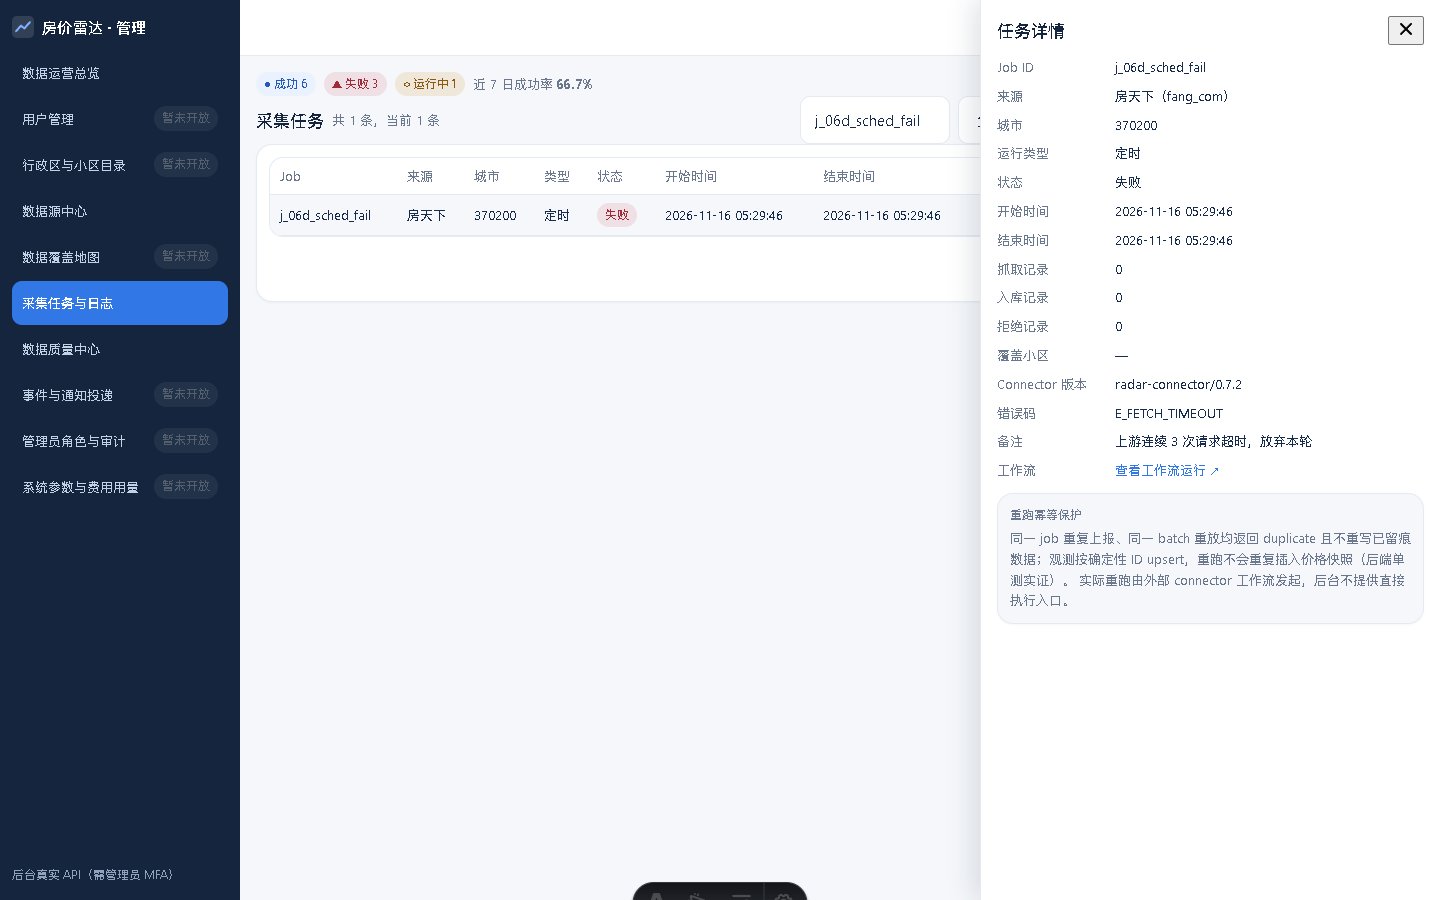 房价雷达 - 管理
数据运营总览
用户管理 暂未开放
行政区与小区目录 暂未开放
数据源中心
数据覆盖地图 暂未开放
采集任务与日志
数据质量中心
事件与通知投递 暂未开放
管理员角色与审计 暂未开放
系统参数与费用用量 暂未开放
后台真实 API（需管理员 MFA）
成功 6 失败 3 运行中 1 近 7 日成功率 66.7%
采集任务 共 1 条，当前 1 条
j_06d_sched_fail
Job 来源 城市 类型 状态 开始时间 结束时间
j_06d_sched_fail 房天下 370200 定时 失败 2026-11-16 05:29:46 2026-11-16 05:29:46
任务详情
Job ID j_06d_sched_fail
来源 房天下（fang_com）
城市 370200
运行类型 定时
状态 失败
开始时间 2026-11-16 05:29:46
结束时间 2026-11-16 05:29:46
抓取记录 0
入库记录 0
拒绝记录 0
覆盖小区 —
Connector 版本 radar-connector/0.7.2
错误码 E_FETCH_TIMEOUT
备注 上游连续 3 次请求超时，放弃本轮
工作流 查看工作流运行 ↗
重跑幂等保护
同一 job 重复上报、同一 batch 重放均返回 duplicate 且不重写已留痕
数据；观测按确定性 ID upsert，重跑不会重复插入价格快照（后端单
测实证）。 实际重跑由外部 connector 工作流发起，后台不提供直接
执行入口。